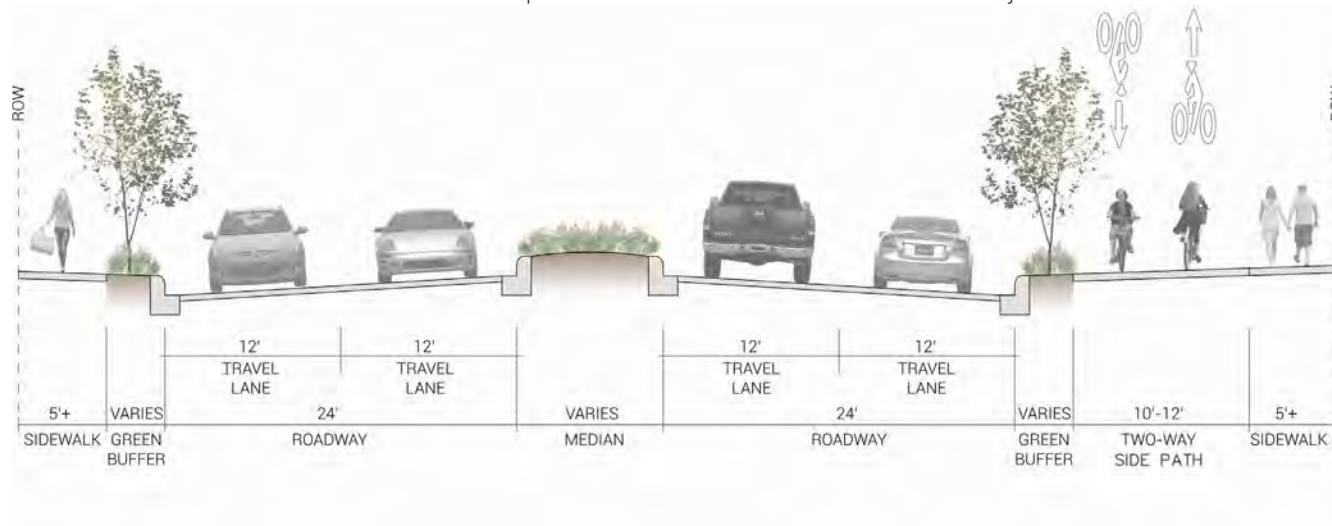 ROW
12'
TRAVEL
LANE
12'
TRAVEL
LANE
12'
TRAVEL
LANE
12'
TRAVEL
LANE
5'+
SIDEWALK
VARIES
GREEN
BUFFER
24'
ROADWAY
VARIES
MEDIAN
24'
ROADWAY
VARIES
GREEN
BUFFER
10'-12'
TWO-WAY
SIDE PATH
5'+
SIDEWALK